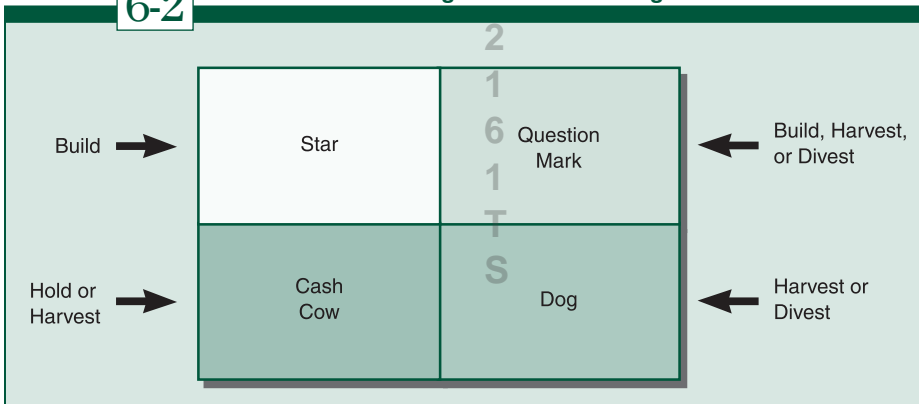 6-2
2
1
6
1
T
S
Build
Star
Question
Mark
Build, Harvest,
or Divest
Hold or
Harvest
Cash
Cow
Dog
Harvest or
Divest